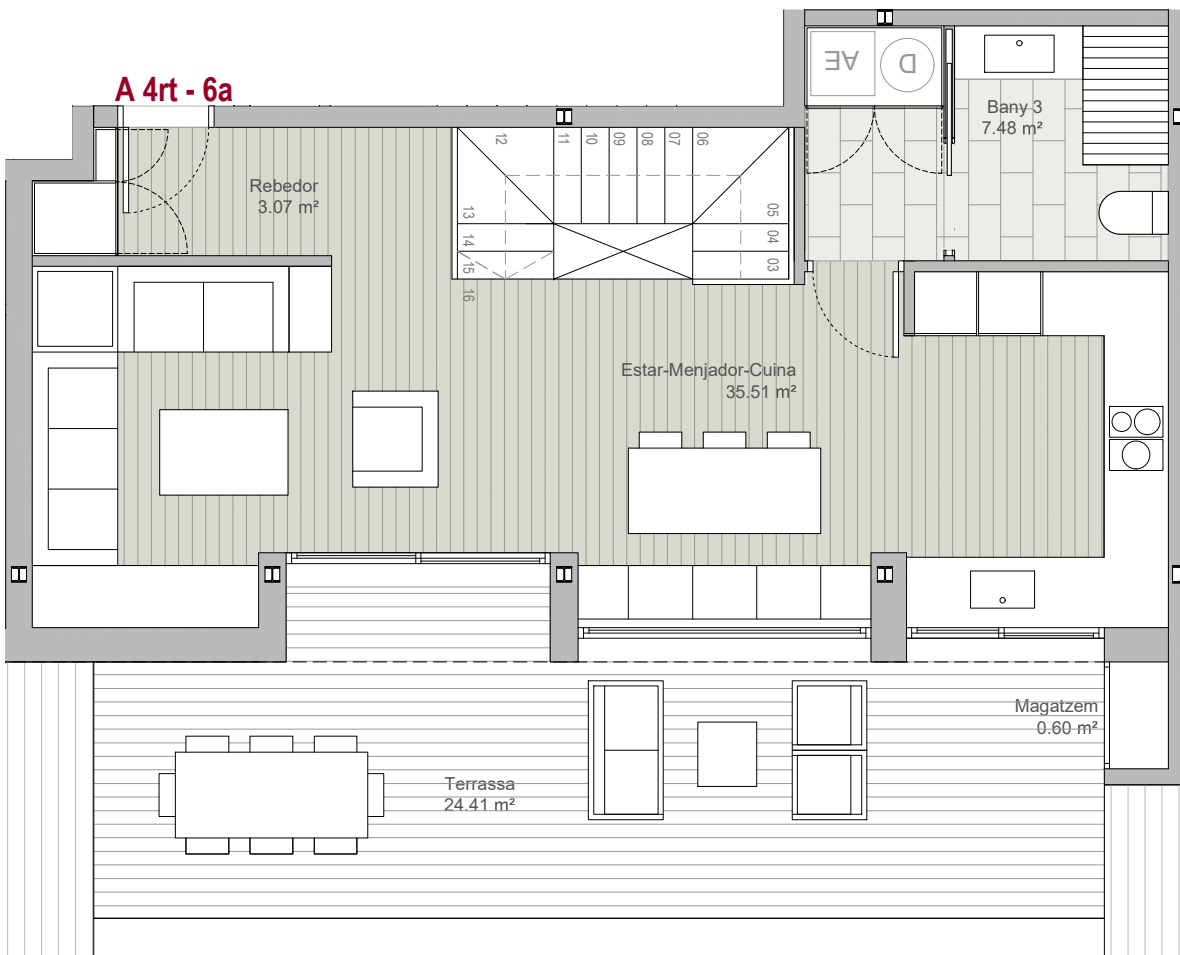 A 4rt - 6a
AE
D
Bany 3
7.48 m²
Rebedor
3.07 m²
12
11
10
09
08
07
06
13
14
15
16
05
04
03
Estar-Menjador-Cuina
35.51 m²
Magatzem
0.60 m²
Terrassa
24.41 m²